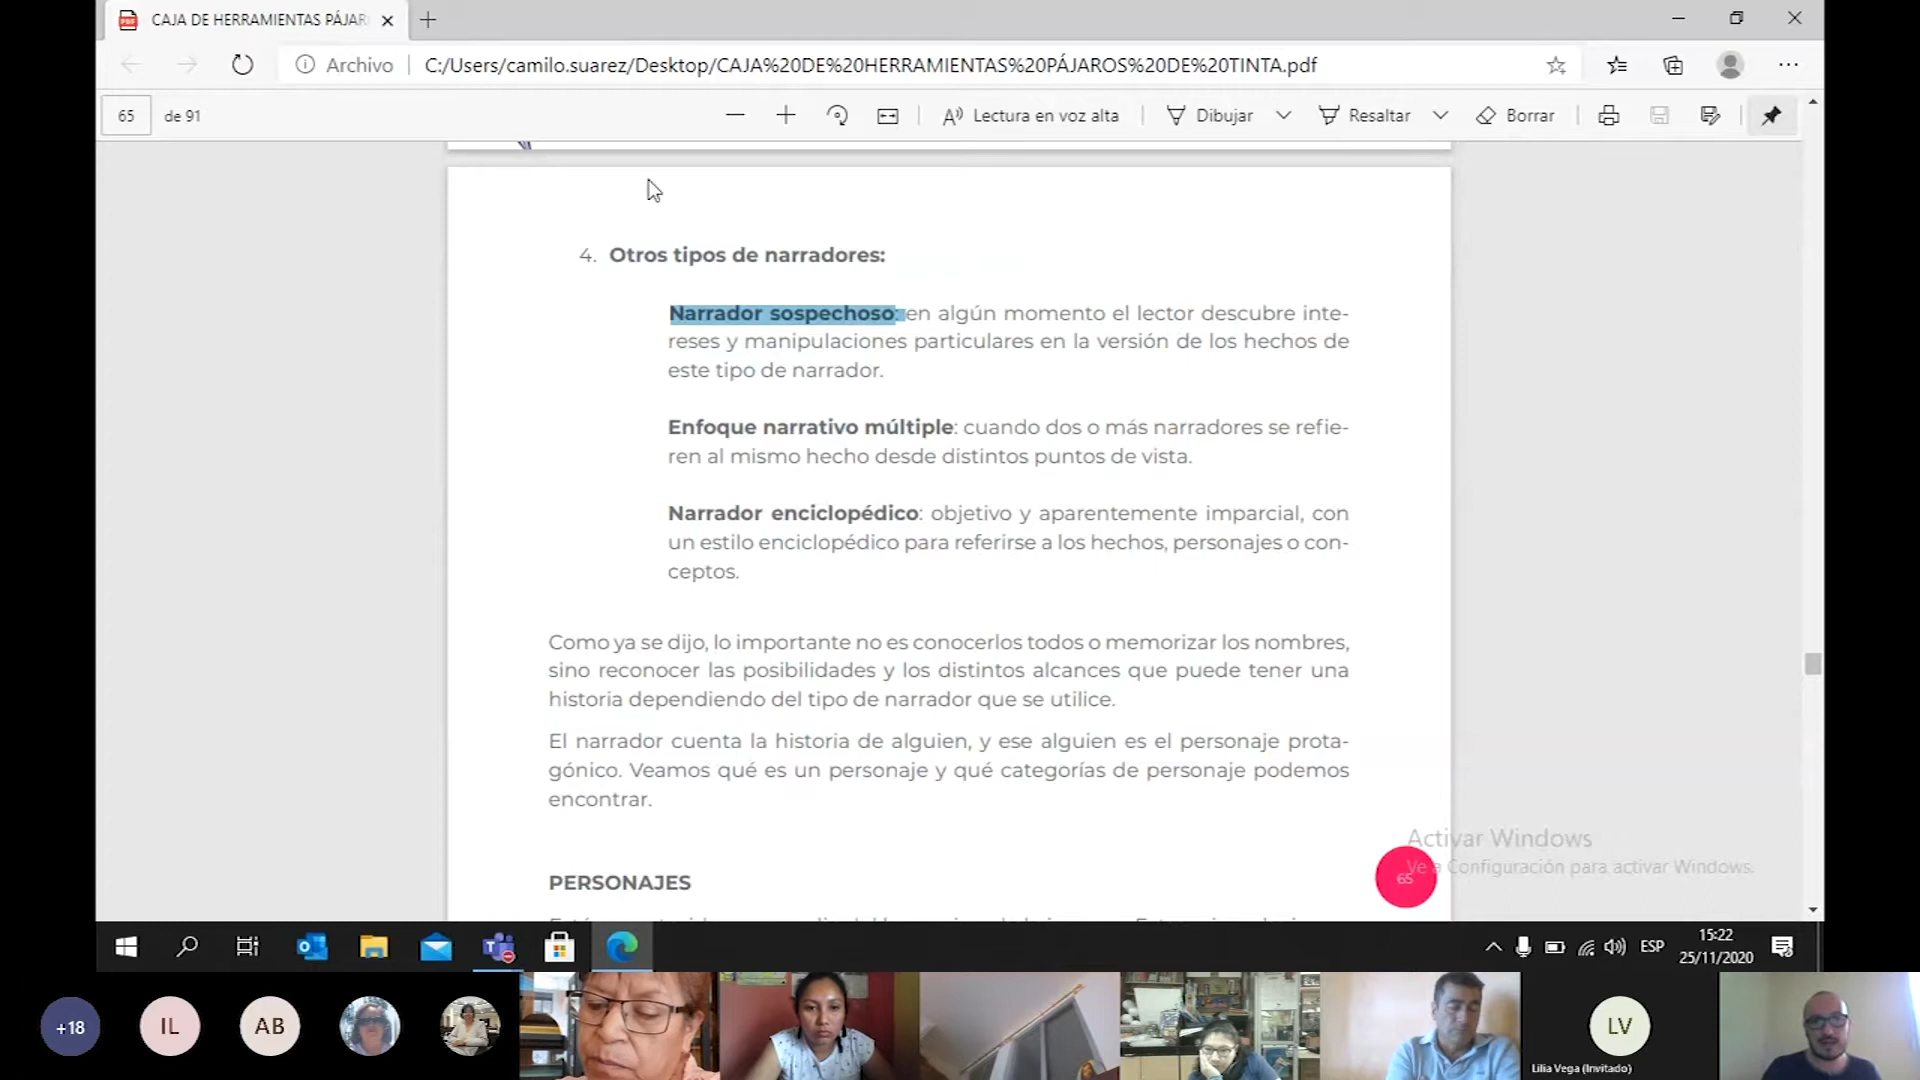 CAJA DE HERRAMIENTAS PÁJAR
Archivo
C:/Users/camilo.suarez/Desktop/CAJA%20DE%20HERRAMIENTAS%20PÁJAROS%20DE%20TINTA.pdf
65 de 91
Lectura en voz alta
Dibujar
Resaltar
Borrar
4. Otros tipos de narradores:
Narrador sospechoso: en algún momento el lector descubre inte-
reses y manipulaciones particulares en la versión de los hechos de
este tipo de narrador.
Enfoque narrativo múltiple: cuando dos o más narradores se refie-
ren al mismo hecho desde distintos puntos de vista.
Narrador enciclopédico: objetivo y aparentemente imparcial, con
un estilo enciclopédico para referirse a los hechos, personajes o con-
ceptos.
Como ya se dijo, lo importante no es conocerlos todos o memorizar los nombres,
sino reconocer las posibilidades y los distintos alcances que puede tener una
historia dependiendo del tipo de narrador que se utilice.
El narrador cuenta la historia de alguien, y ese alguien es el personaje prota-
gónico. Veamos qué es un personaje y qué categorías de personaje podemos
encontrar.
Activar Windows
Ve a Configuración para activar Windows.
65
PERSONAJES
ESP
15:22
25/11/2020
+18
IL
AB
LV
Lilia Vega (Invitado)